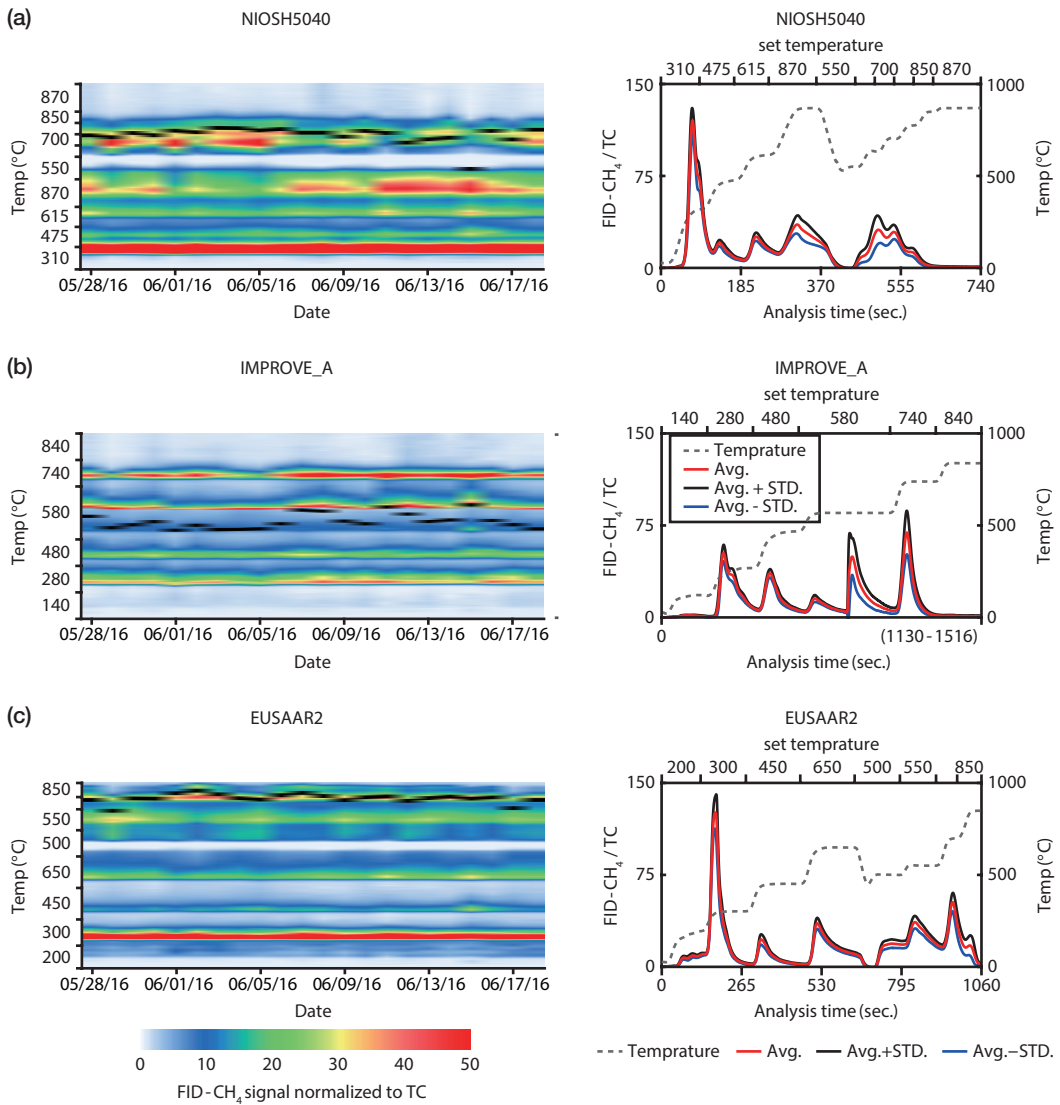 (a)
NIOSH5040
Temp (°C)
870
850
700
550
870
615
475
310
05/28/16 06/01/16 06/05/16 06/09/16 06/13/16 06/17/16
Date
NIOSH5040
set temperature
310 475 615 870 550 700 850 870
FID-CH4 / TC
150
75
0
1000
500
0
Temp (°C)
0 185 370 555 740
Analysis time (sec.)
(b)
IMPROVE_A
Temp (°C)
840
740
580
480
280
140
05/28/16 06/01/16 06/05/16 06/09/16 06/13/16 06/17/16
Date
IMPROVE_A
set temprature
140 280 480 580 740 840
FID-CH4 / TC
150
75
0
Temprature
Avg.
Avg. + STD.
Avg. - STD.
1000
500
0
Temp (°C)
0 (1130 - 1516)
Analysis time (sec.)
(c)
EUSAAR2
Temp (°C)
850
550
500
650
450
300
200
05/28/16 06/01/16 06/05/16 06/09/16 06/13/16 06/17/16
Date
EUSAAR2
set temprature
200 300 450 650 500 550 850
FID-CH4 / TC
150
75
0
1000
500
0
Temp (°C)
0 265 530 795 1060
Analysis time (sec.)
0 10 20 30 40 50
FID-CH4 signal normalized to TC
Temprature Avg. Avg.+STD. Avg.−STD.